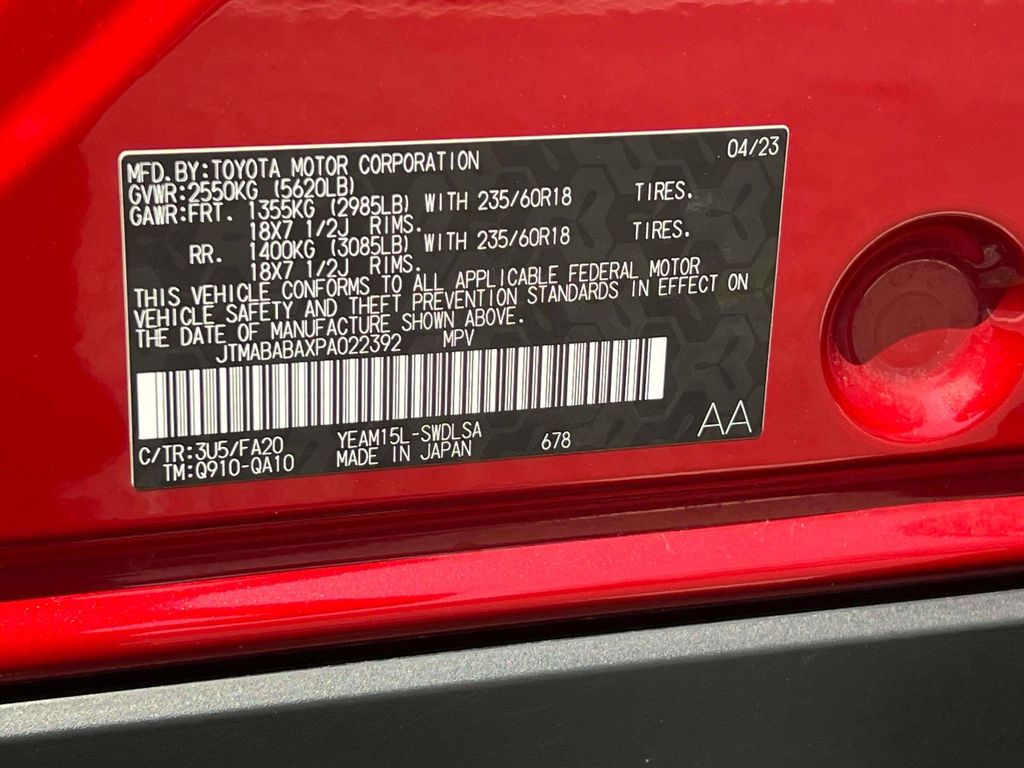 04/23
MFD.BY:TOYOTA MOTOR CORPORATION
GVWR:2550KG (5620LB)
GAWR:FRT. 1355KG (2985LB) WITH 235/60R18 TIRES.
18X7 1/2J RIMS.
RR. 1400KG (3085LB) WITH 235/60R18 TIRES.
18X7 1/2J RIMS.
THIS VEHICLE CONFORMS TO ALL APPLICABLE FEDERAL MOTOR
VEHICLE SAFETY AND THEFT PREVENTION STANDARDS IN EFFECT ON
THE DATE OF MANUFACTURE SHOWN ABOVE.
JTMABABAXPA022392 MPV
C/TR:3U5/FA20 YEAM15L-SWDLSA 678 AA
TM:Q910-QA10 MADE IN JAPAN